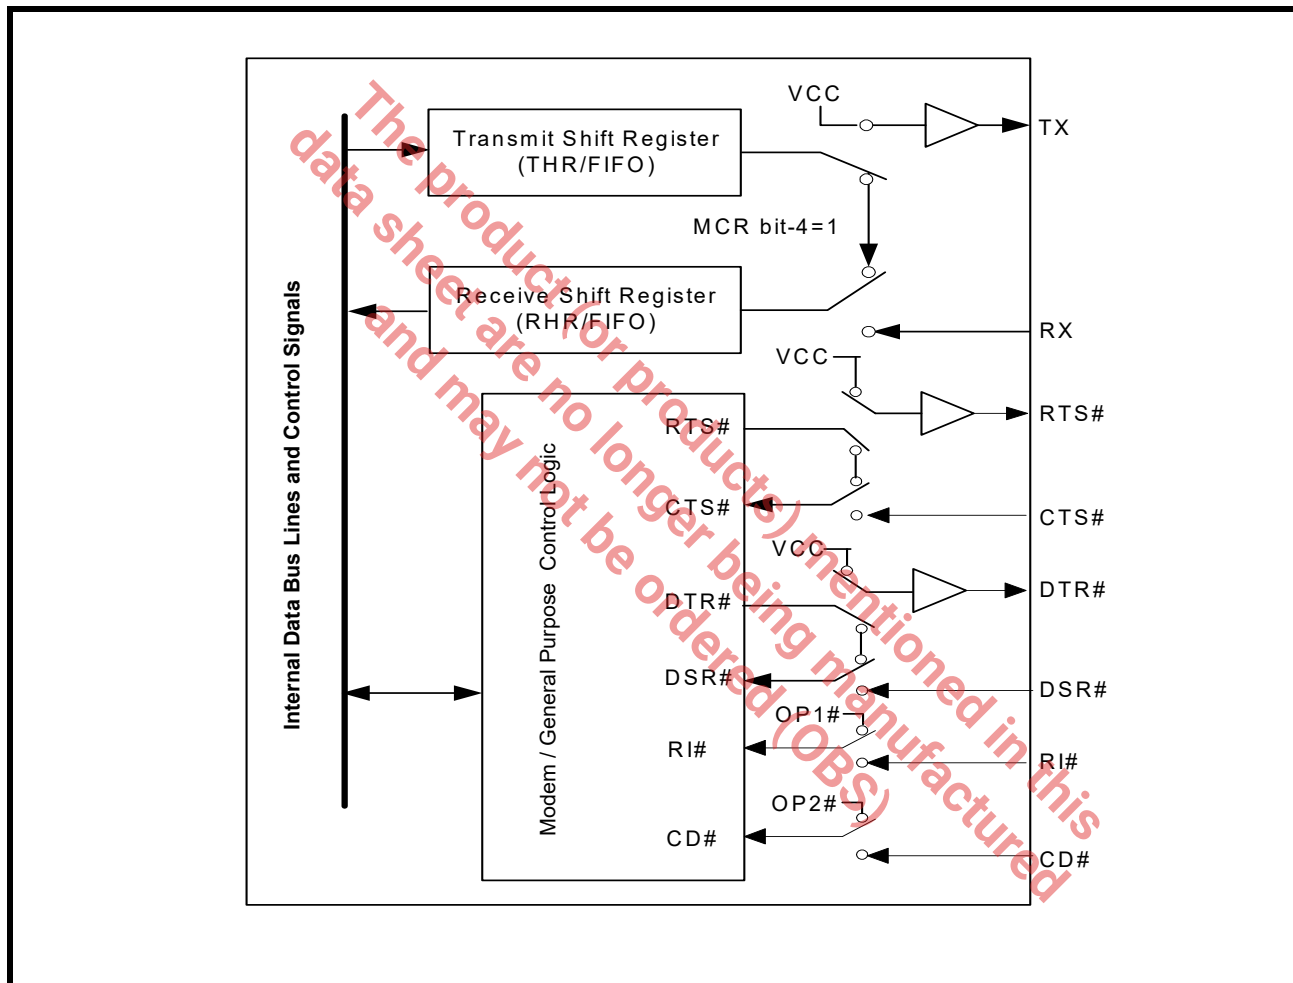 VCC
TX
Transmit Shift Register
(THR/FIFO)
MCR bit-4=1
Receive Shift Register
(RHR/FIFO)
RX
VCC
RTS#
RTS#
CTS#
CTS#
VCC
DTR#
DTR#
DSR#
DSR#
OP1#
RI#
RI#
OP2#
CD#
CD#
Internal Data Bus Lines and Control Signals
Modem / General Purpose Control Logic
The product (or products) mentioned in this
data sheet are no longer being manufactured
and may not be ordered (OBS)